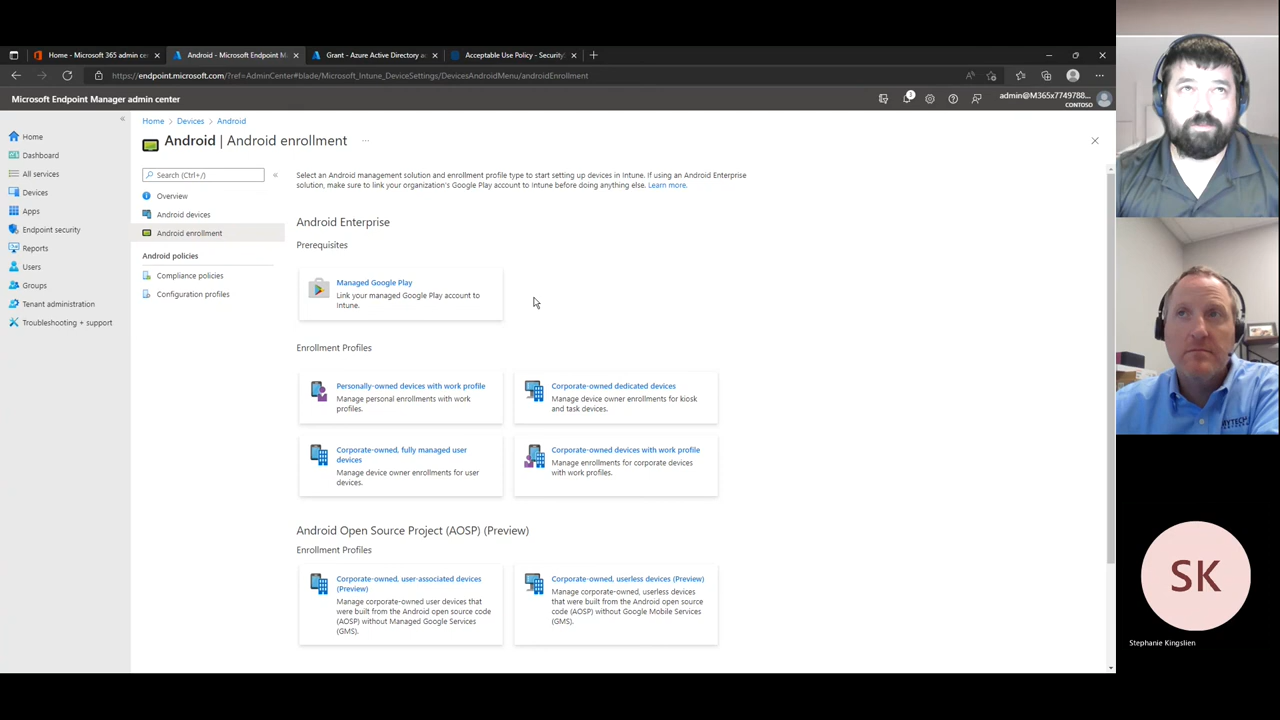 Home - Microsoft 365 admin ce
Android - Microsoft Endpoint M
Grant - Azure Active Directory a
Acceptable Use Policy - Security
https://endpoint.microsoft.com/?ref=AdminCenter#blade/Microsoft_Intune_DeviceSettings/DevicesAndroidMenu/androidEnrollment
Microsoft Endpoint Manager admin center
admin@M365x7749788...
CONTOSO
Home
Dashboard
All services
Devices
Apps
Endpoint security
Reports
Users
Groups
Tenant administration
Troubleshooting + support
Home > Devices > Android
Android | Android enrollment ...
Search (Ctrl+/)
Overview
Android devices
Android enrollment
Android policies
Compliance policies
Configuration profiles
Select an Android management solution and enrollment profile type to start setting up devices in Intune. If using an Android Enterprise
solution, make sure to link your organization's Google Play account to Intune before doing anything else. Learn more.
Android Enterprise
Prerequisites
Managed Google Play
Link your managed Google Play account to
Intune.
Enrollment Profiles
Personally-owned devices with work profile
Manage personal enrollments with work
profiles.
Corporate-owned dedicated devices
Manage device owner enrollments for kiosk
and task devices.
Corporate-owned, fully managed user
devices
Manage device owner enrollments for user
devices.
Corporate-owned devices with work profile
Manage enrollments for corporate devices
with work profiles.
Android Open Source Project (AOSP) (Preview)
Enrollment Profiles
Corporate-owned, user-associated devices
(Preview)
Manage corporate-owned user devices that
were built from the Android open source code
(AOSP) without Managed Google Services
(GMS).
Corporate-owned, userless devices (Preview)
Manage corporate-owned, userless devices
that were built from the Android open source
code (AOSP) without Google Mobile Services
(GMS).
SK
Stephanie Kingslien